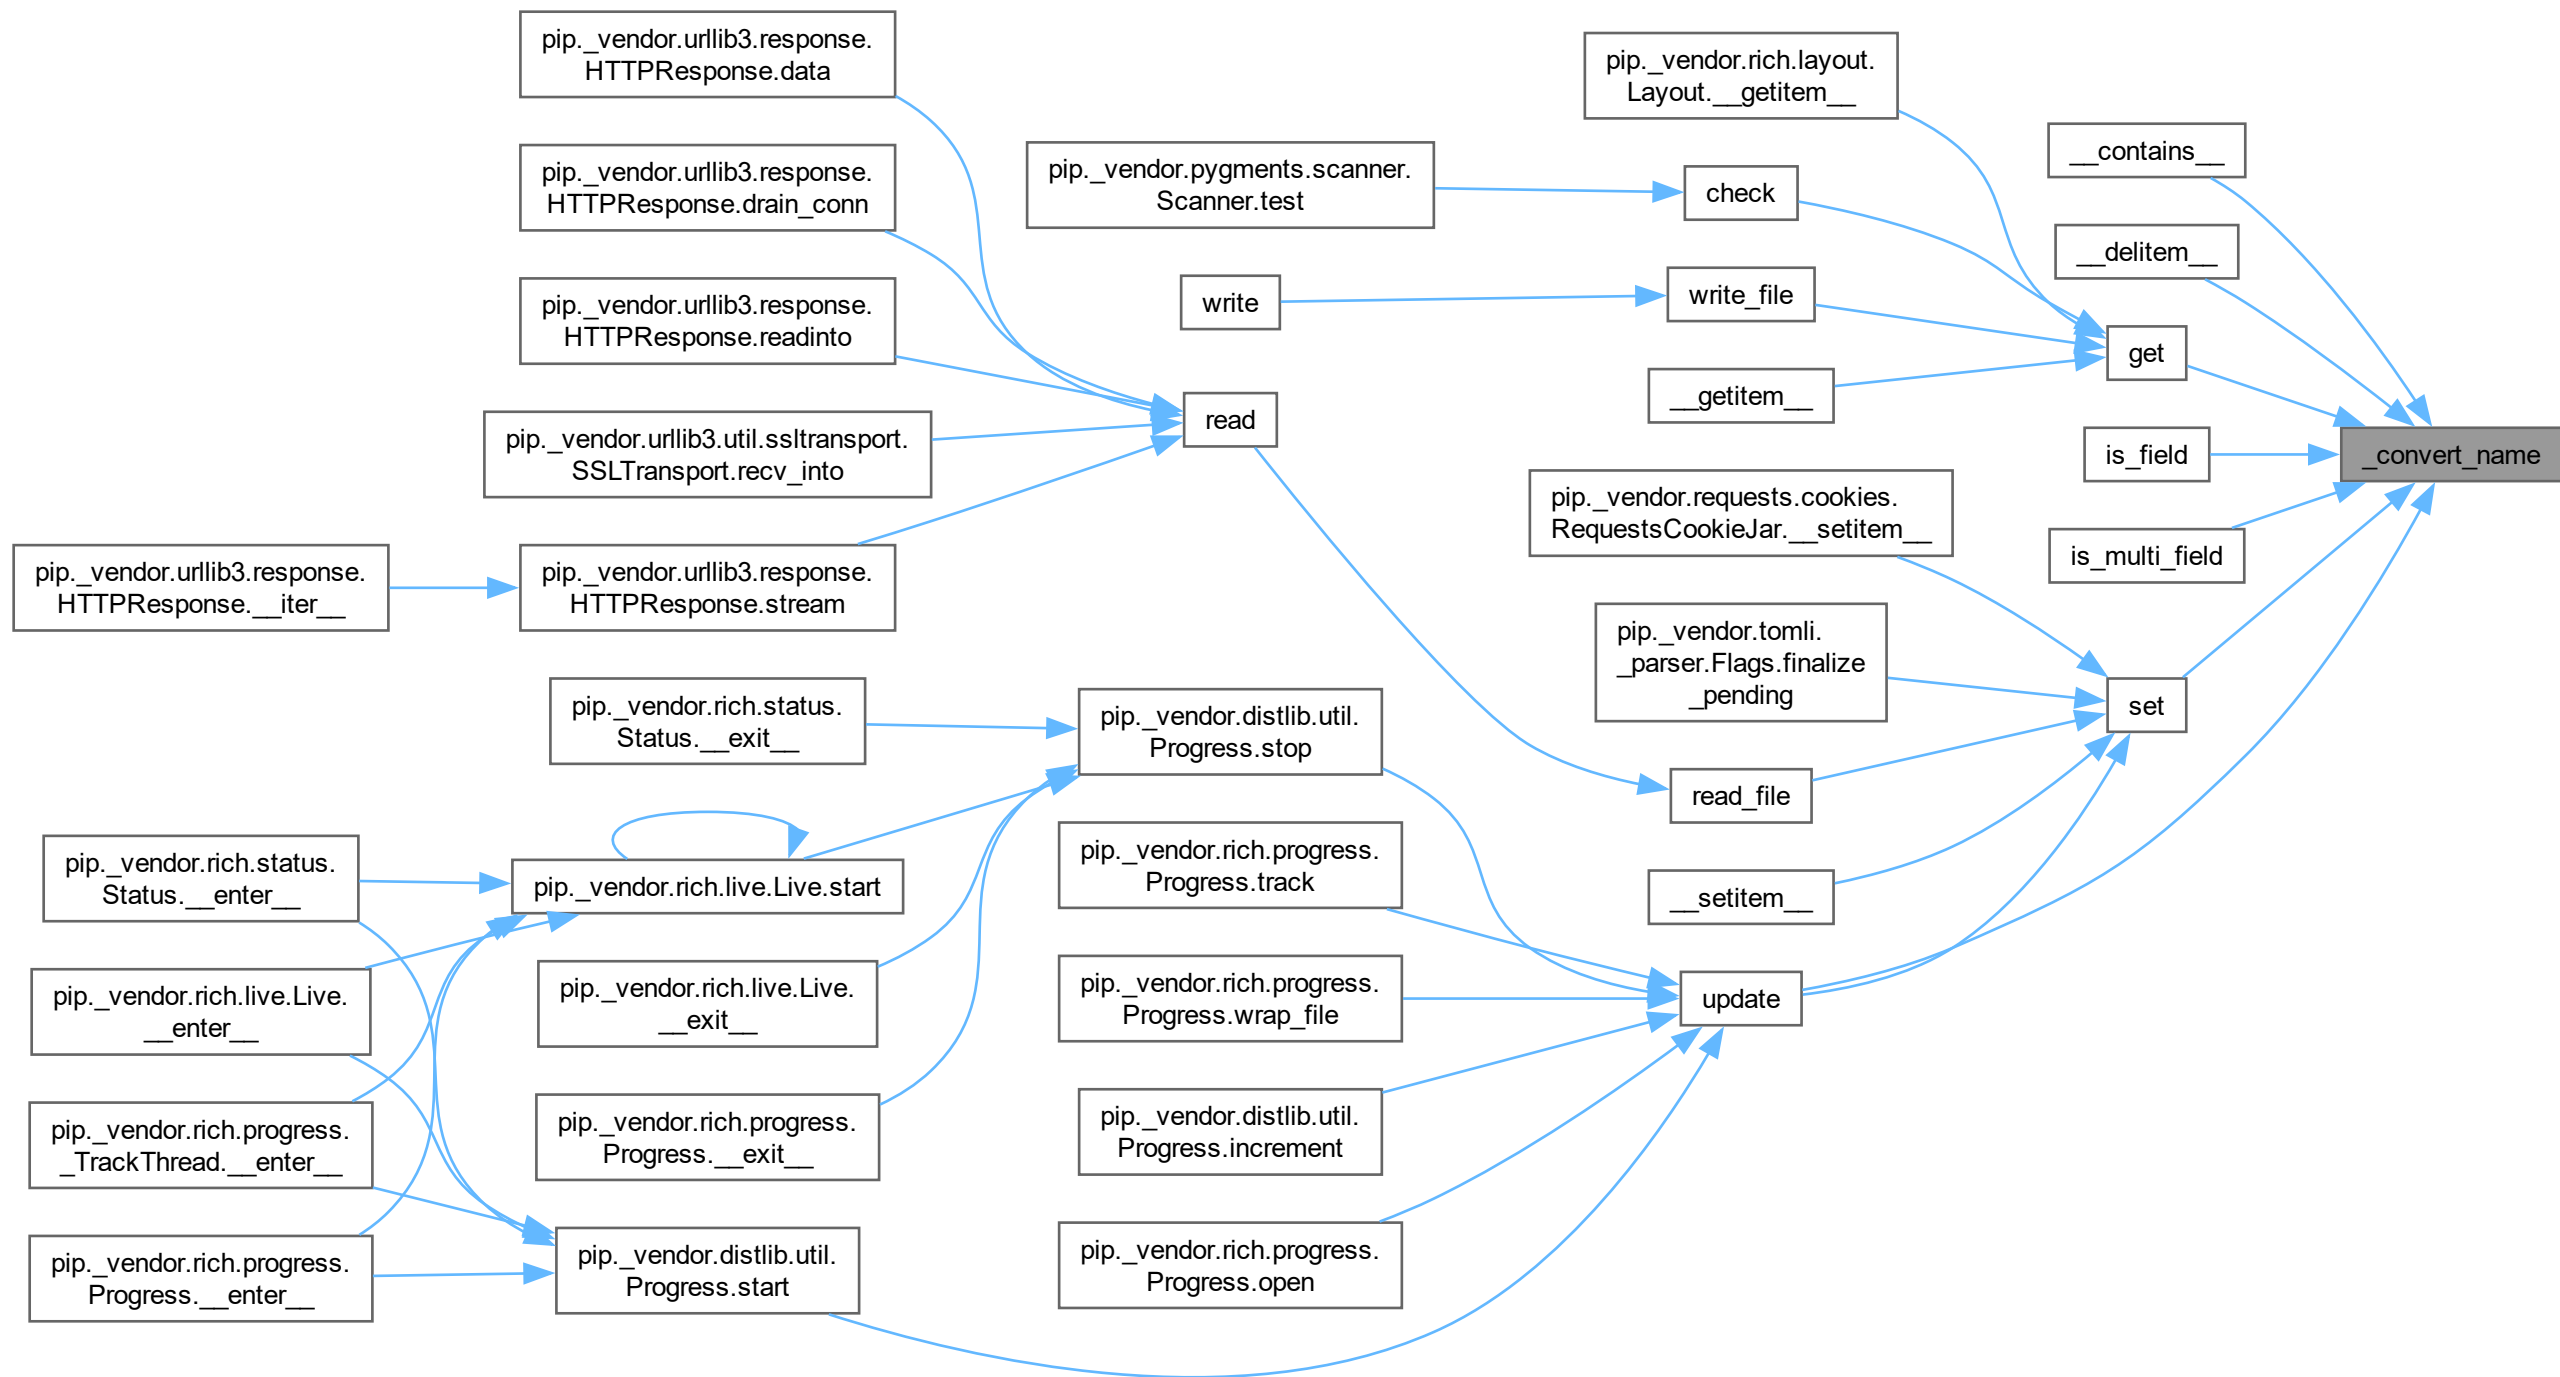 pip._vendor.urllib3.response.
HTTPResponse.data
pip._vendor.urllib3.response.
HTTPResponse.drain_conn
pip._vendor.urllib3.response.
HTTPResponse.readinto
pip._vendor.urllib3.util.ssltransport.
SSLTransport.recv_into
pip._vendor.urllib3.response.
HTTPResponse.__iter__
pip._vendor.urllib3.response.
HTTPResponse.stream
pip._vendor.rich.status.
Status.__exit__
pip._vendor.rich.status.
Status.__enter__
pip._vendor.rich.live.Live.start
pip._vendor.rich.live.Live.
__enter__
pip._vendor.rich.live.Live.
__exit__
pip._vendor.rich.progress.
_TrackThread.__enter__
pip._vendor.rich.progress.
Progress.__exit__
pip._vendor.rich.progress.
Progress.__enter__
pip._vendor.distlib.util.
Progress.start
pip._vendor.pygments.scanner.
Scanner.test
write
read
pip._vendor.distlib.util.
Progress.stop
pip._vendor.rich.progress.
Progress.track
pip._vendor.rich.progress.
Progress.wrap_file
pip._vendor.distlib.util.
Progress.increment
pip._vendor.rich.progress.
Progress.open
pip._vendor.rich.layout.
Layout.__getitem__
check
write_file
__getitem__
pip._vendor.requests.cookies.
RequestsCookieJar.__setitem__
pip._vendor.tomli.
_parser.Flags.finalize
_pending
read_file
__setitem__
update
__contains__
__delitem__
get
is_field
is_multi_field
set
_convert_name